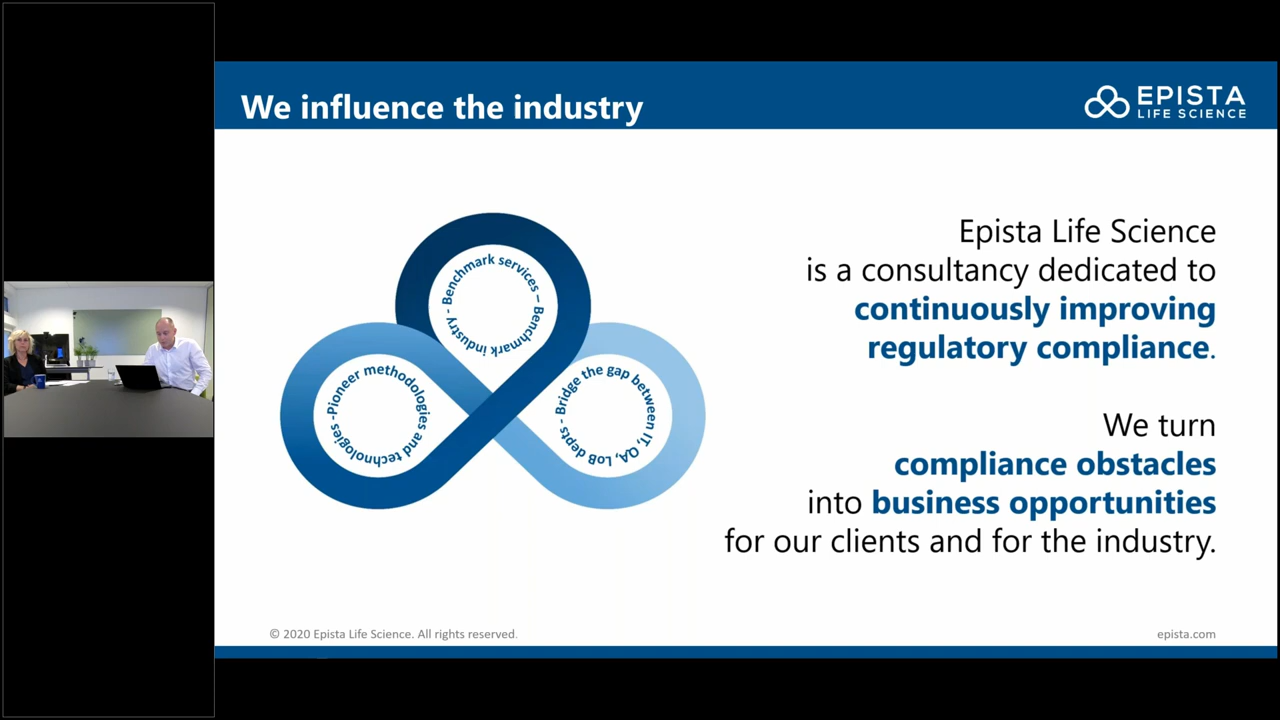 We influence the industry
EPISTA
LIFE SCIENCE
Benchmark services – Benchmark industry -
Pioneer methodologies and technologies -
Bridge the gap between IT, QA, LoB depts -
Epista Life Science
is a consultancy dedicated to
continuously improving
regulatory compliance.
We turn
compliance obstacles
into business opportunities
for our clients and for the industry.
© 2020 Epista Life Science. All rights reserved.
epista.com